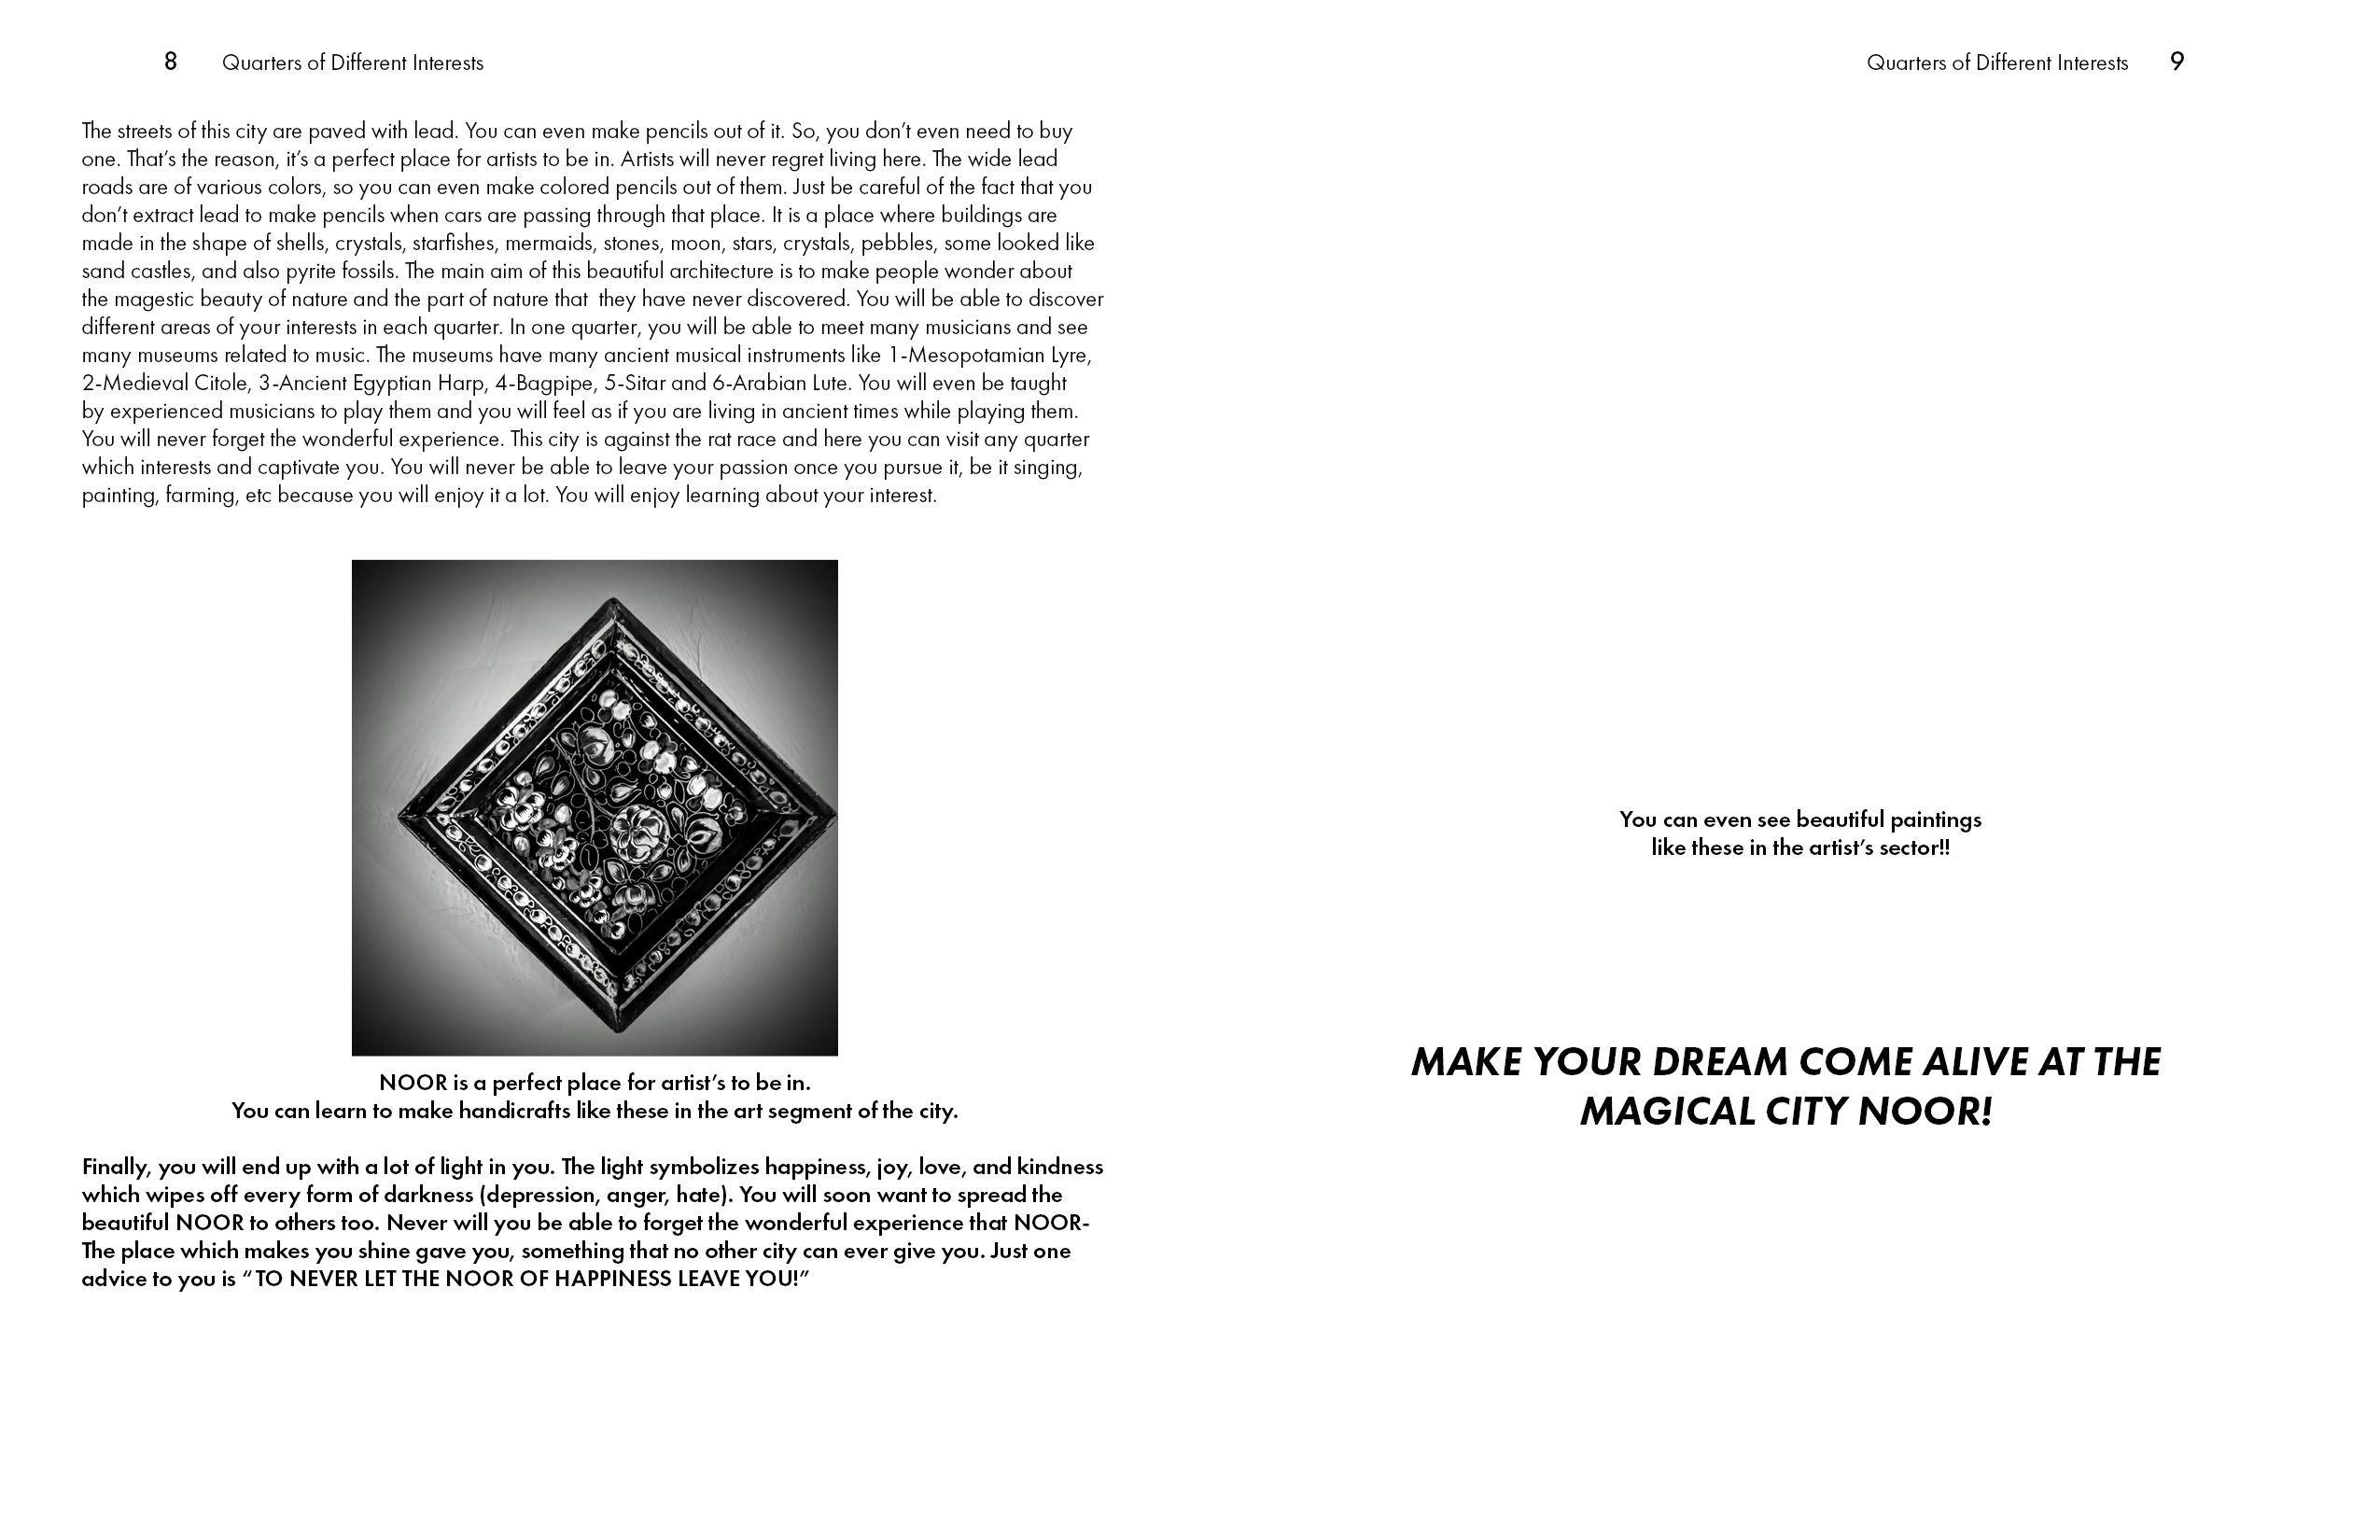 8 Quarters of Different Interests
The streets of this city are paved with lead. You can even make pencils out of it. So, you don’t even need to buy
one. That’s the reason, it’s a perfect place for artists to be in. Artists will never regret living here. The wide lead
roads are of various colors, so you can even make colored pencils out of them. Just be careful of the fact that you
don’t extract lead to make pencils when cars are passing through that place. It is a place where buildings are
made in the shape of shells, crystals, starfishes, mermaids, stones, moon, stars, crystals, pebbles, some looked like
sand castles, and also pyrite fossils. The main aim of this beautiful architecture is to make people wonder about
the magestic beauty of nature and the part of nature that  they have never discovered. You will be able to discover
different areas of your interests in each quarter. In one quarter, you will be able to meet many musicians and see
many museums related to music. The museums have many ancient musical instruments like 1-Mesopotamian Lyre,
2-Medieval Citole, 3-Ancient Egyptian Harp, 4-Bagpipe, 5-Sitar and 6-Arabian Lute. You will even be taught
by experienced musicians to play them and you will feel as if you are living in ancient times while playing them.
You will never forget the wonderful experience. This city is against the rat race and here you can visit any quarter
which interests and captivate you. You will never be able to leave your passion once you pursue it, be it singing,
painting, farming, etc because you will enjoy it a lot. You will enjoy learning about your interest.
NOOR is a perfect place for artist’s to be in.
You can learn to make handicrafts like these in the art segment of the city.
Finally, you will end up with a lot of light in you. The light symbolizes happiness, joy, love, and kindness
which wipes off every form of darkness (depression, anger, hate). You will soon want to spread the
beautiful NOOR to others too. Never will you be able to forget the wonderful experience that NOOR-
The place which makes you shine gave you, something that no other city can ever give you. Just one
advice to you is “TO NEVER LET THE NOOR OF HAPPINESS LEAVE YOU!”
Quarters of Different Interests 9
You can even see beautiful paintings
like these in the artist’s sector!!
MAKE YOUR DREAM COME ALIVE AT THE
MAGICAL CITY NOOR!